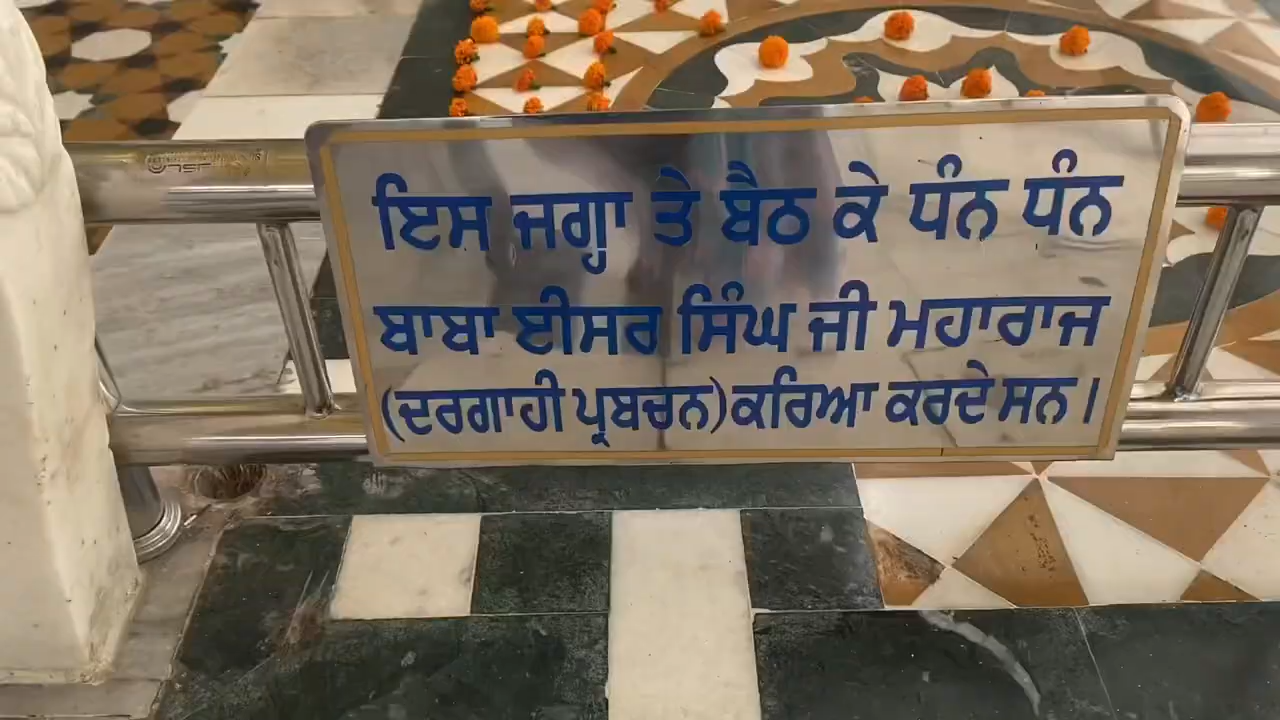 ਇਸ ਜਗ੍ਹਾ ਤੇ ਬੈਠ ਕੇ ਧੰਨ ਧੰਨ
ਬਾਬਾ ਈਸਰ ਸਿੰਘ ਜੀ ਮਹਾਰਾਜ
(ਦਰਗਾਹੀ ਪ੍ਰਬਚਨ)ਕਰਿਆ ਕਰਦੇ ਸਨ।